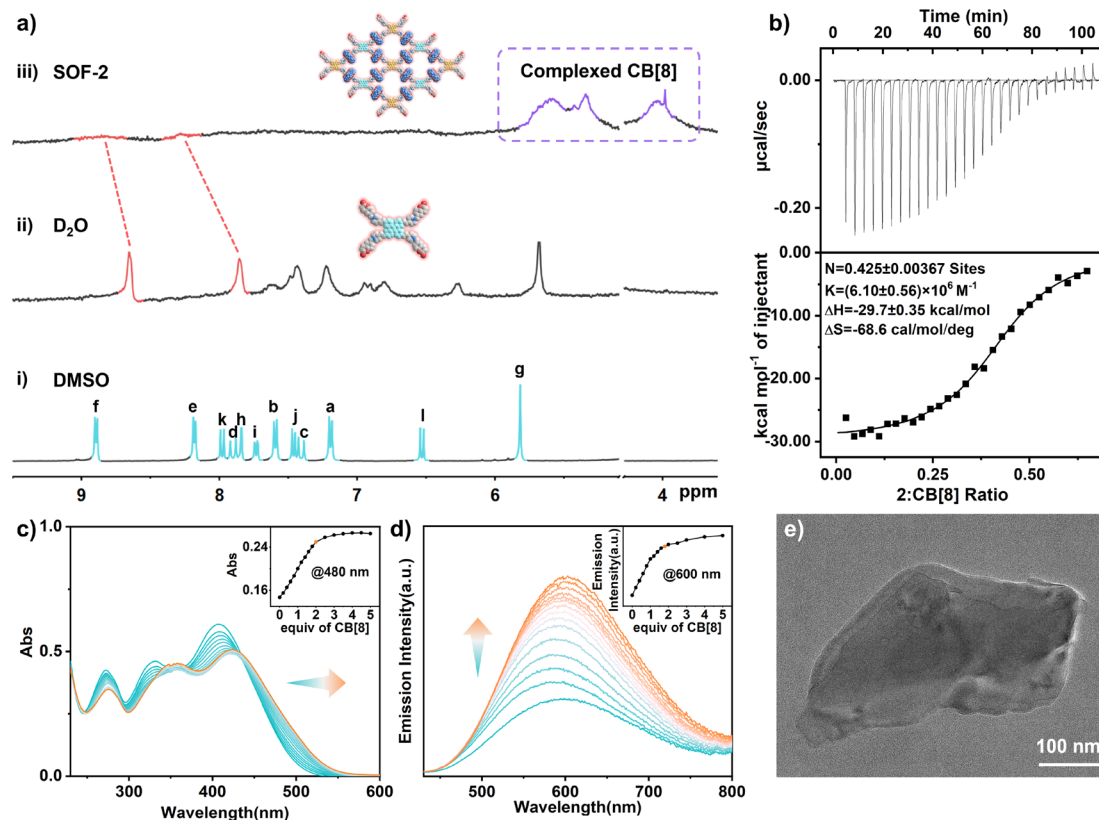 a)
iii) SOF-2
Complexed CB[8]
ii) D₂O
i) DMSO
f
e
k
d
h
i
b
j
c
a
l
g
9
8
7
6
4
ppm
b)
Time (min)
0 10 20 30 40 50 60 70 80 90 100
0.00
-0.20
µcal/sec
0.00
-10.00
-20.00
-30.00
kcal mol⁻¹ of injectant
N=0.425±0.00367 Sites
K=(6.10±0.56)×10⁶ M⁻¹
ΔH=-29.7±0.35 kcal/mol
ΔS=-68.6 cal/mol/deg
0.00 0.25 0.50
2:CB[8] Ratio
c)
1.0
0.5
0.0
Abs
300 400 500 600
Wavelength(nm)
0.24
0.16
Abs
@480 nm
0 1 2 3 4 5
equiv of CB[8]
d)
Emission Intensity(a.u.)
500 600 700 800
Wavelength(nm)
Emission
Intensity(a.u.)
@600 nm
0 1 2 3 4 5
equiv of CB[8]
e)
100 nm